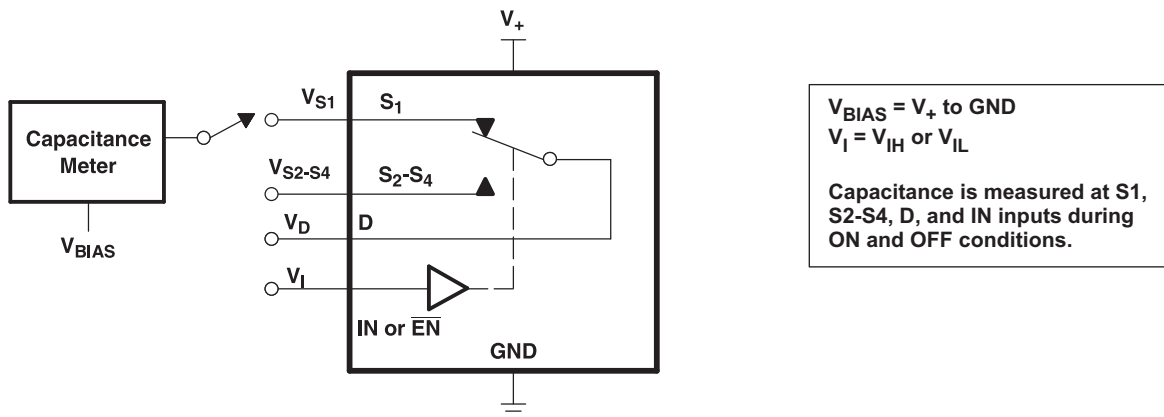 V+
VS1
S1
Capacitance
Meter
VS2-S4
S2-S4
VD
D
VBIAS
VI
IN or E̅N̅
GND
VBIAS = V+ to GND
VI = VIH or VIL
Capacitance is measured at S1,
S2-S4, D, and IN inputs during
ON and OFF conditions.